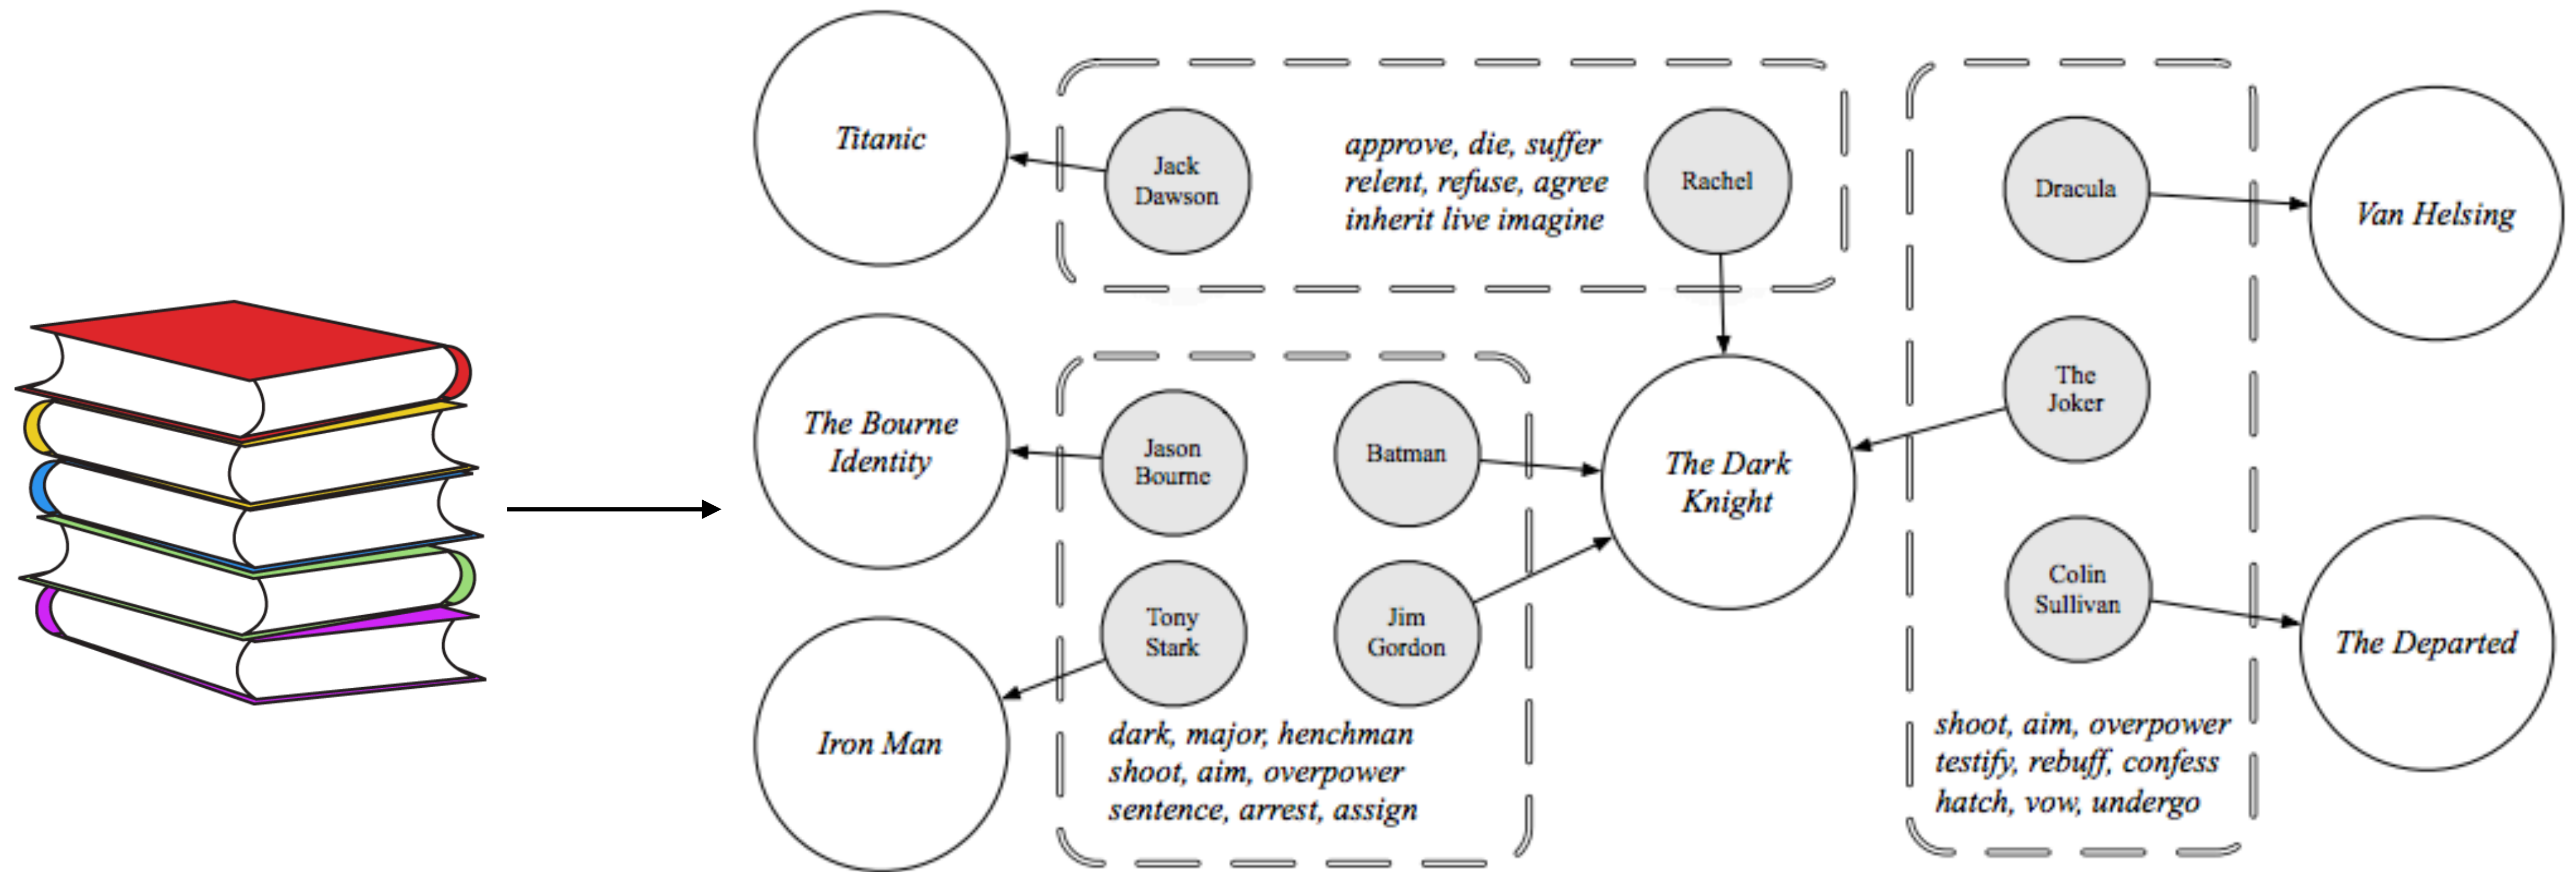 Titanic
Jack
Dawson
approve, die, suffer
relent, refuse, agree
inherit live imagine
Rachel
Dracula
Van Helsing
The Bourne
Identity
Jason
Bourne
Batman
The Dark
Knight
The
Joker
Iron Man
Tony
Stark
Jim
Gordon
dark, major, henchman
shoot, aim, overpower
sentence, arrest, assign
Colin
Sullivan
The Departed
shoot, aim, overpower
testify, rebuff, confess
hatch, vow, undergo